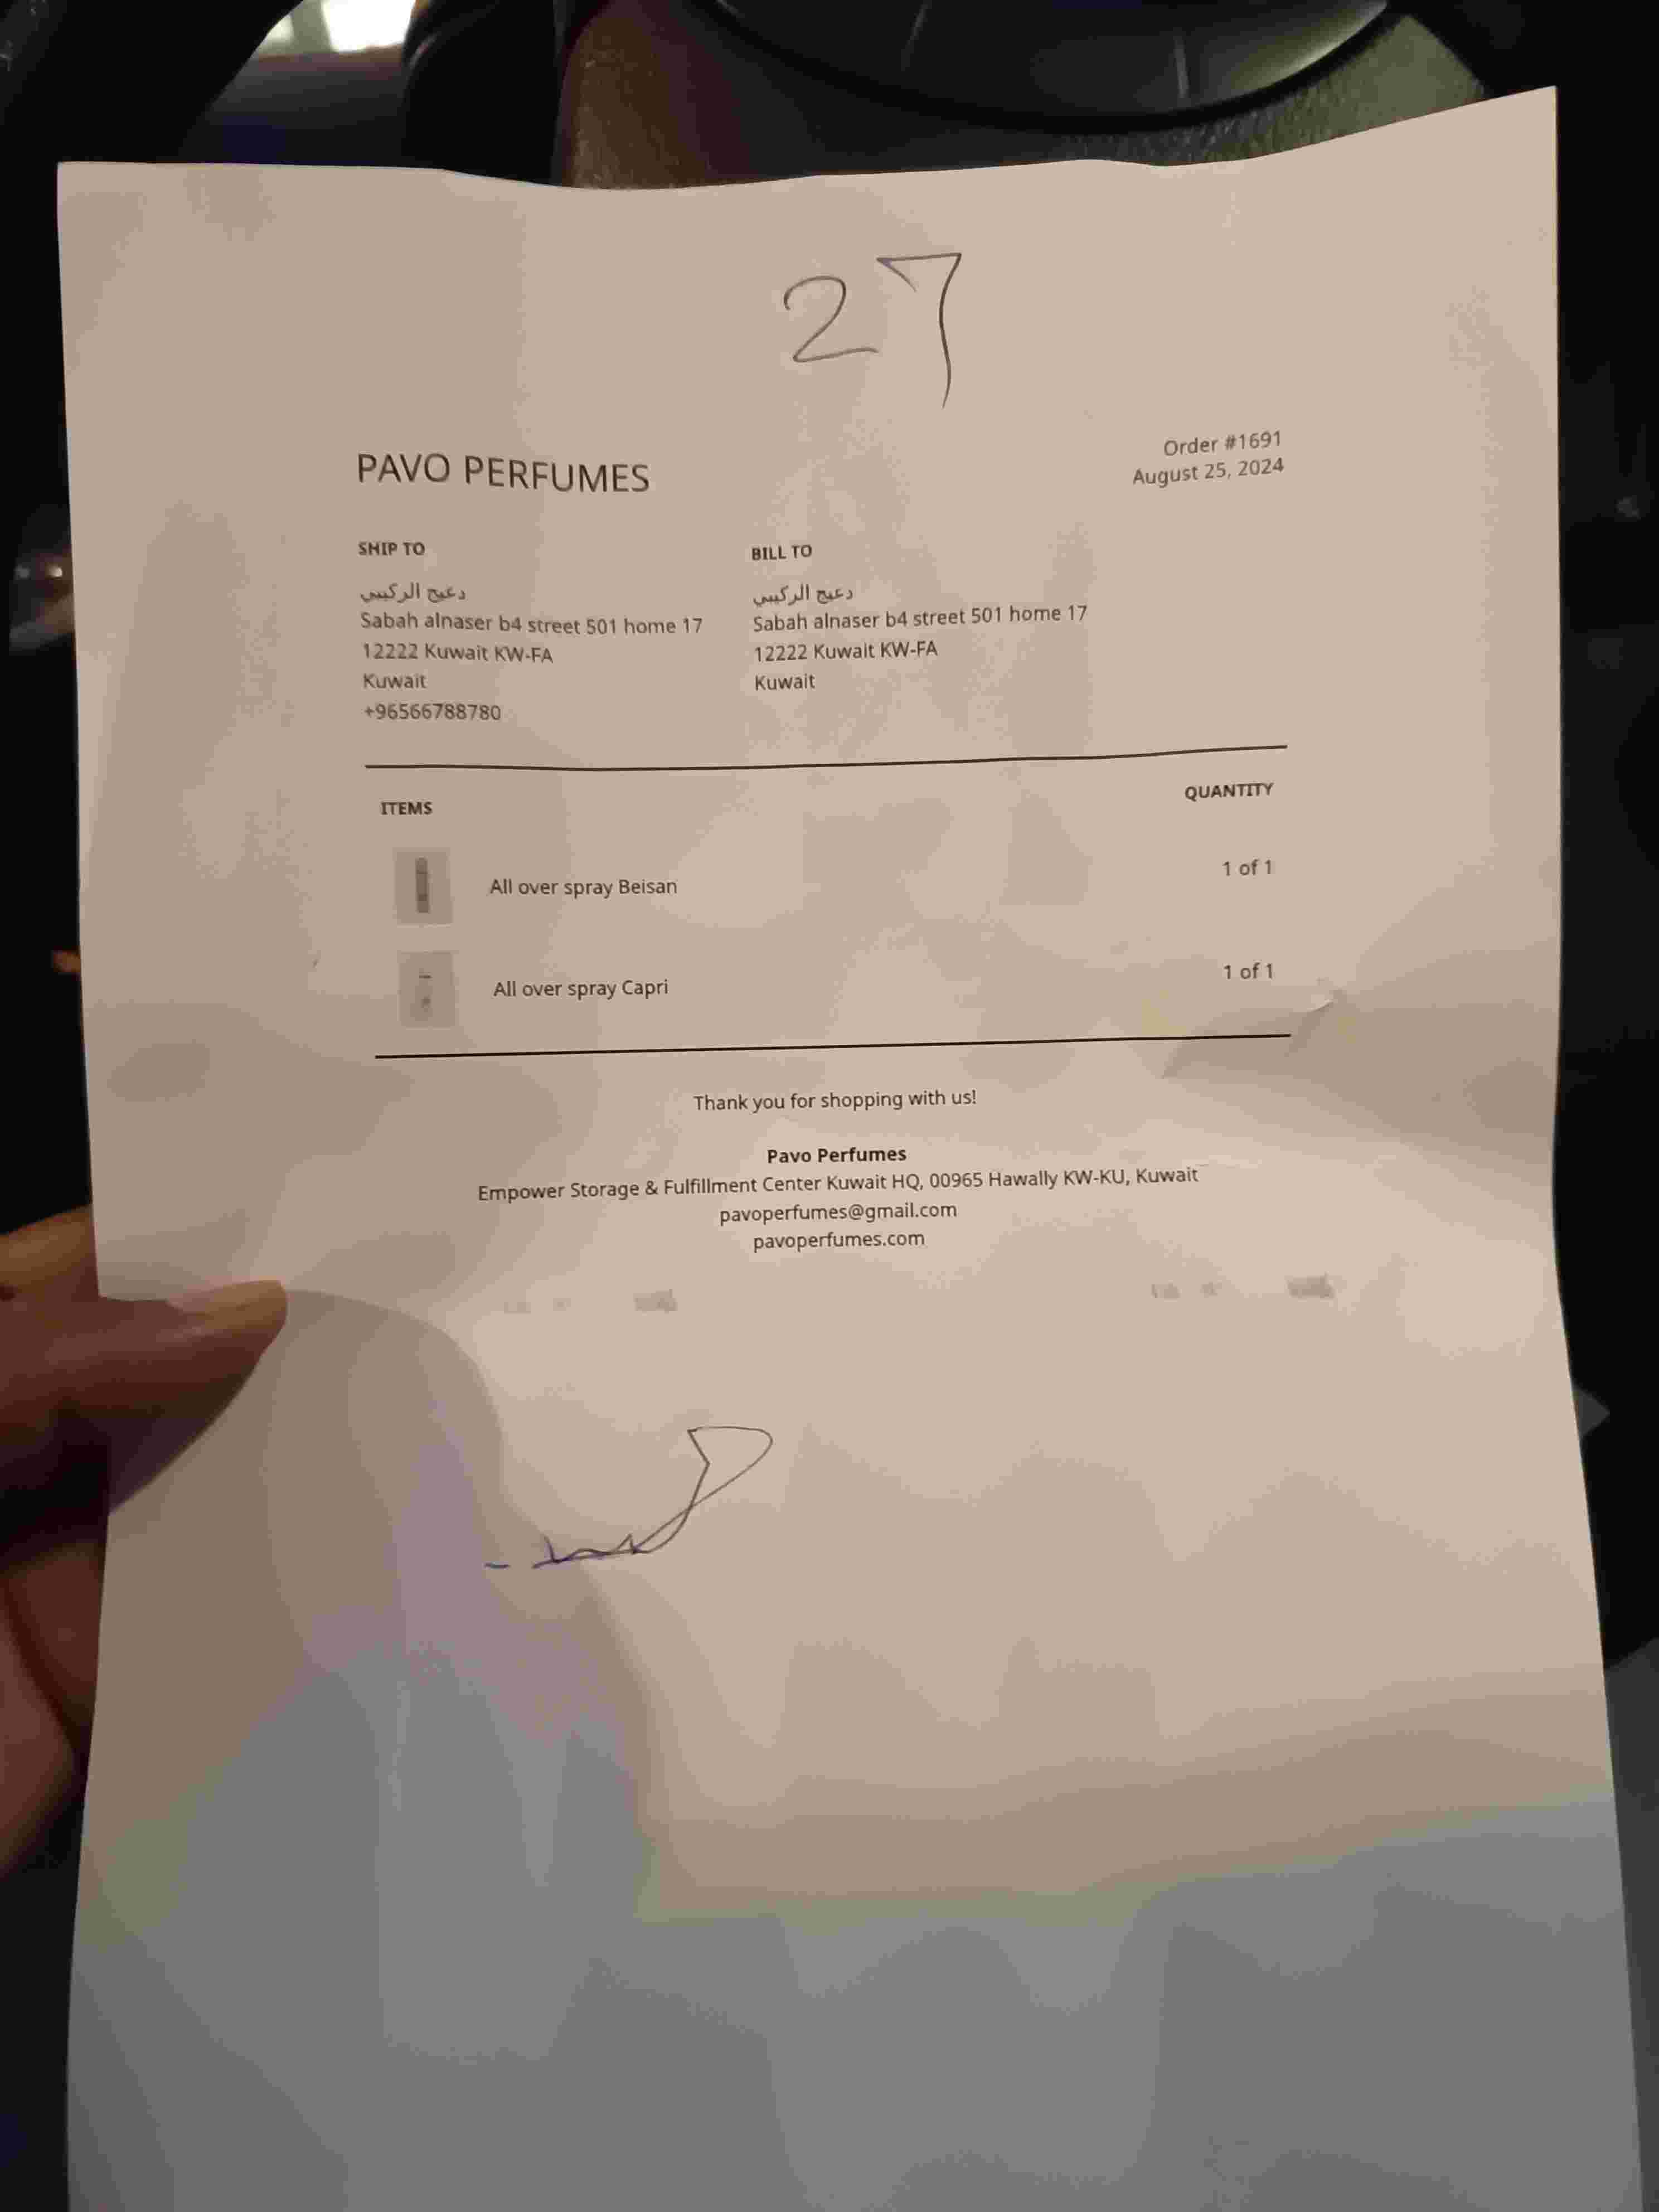 27
PAVO PERFUMES
Order #1691
August 25, 2024
SHIP TO
دعيج الركيبي
Sabah alnaser b4 street 501 home 17
12222 Kuwait KW-FA
Kuwait
+96566788780
BILL TO
دعيج الركيبي
Sabah alnaser b4 street 501 home 17
12222 Kuwait KW-FA
Kuwait
ITEMS QUANTITY
All over spray Beisan 1 of 1
All over spray Capri 1 of 1
Thank you for shopping with us!
Pavo Perfumes
Empower Storage & Fulfillment Center Kuwait HQ, 00965 Hawally KW-KU, Kuwait
pavoperfumes@gmail.com
pavoperfumes.com